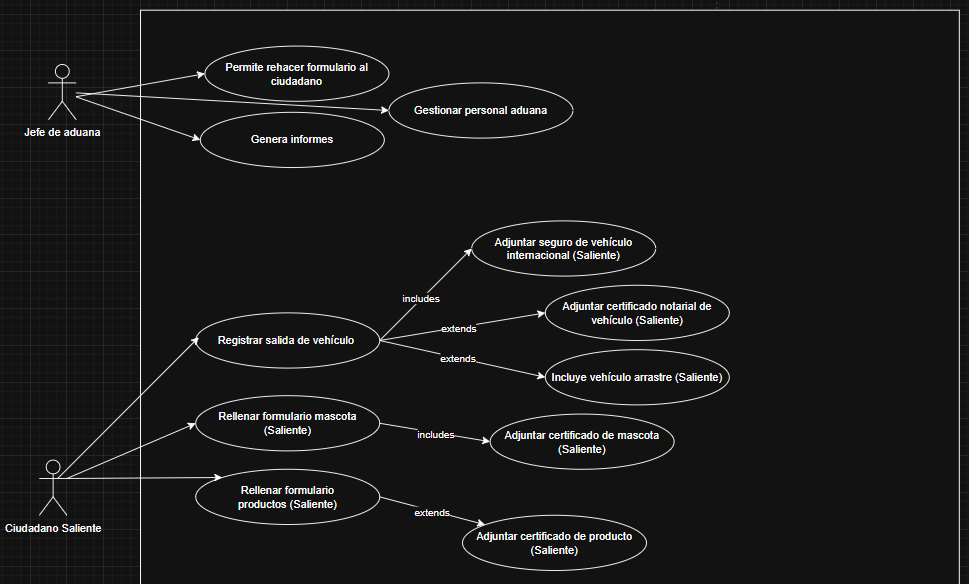 Permite rehacer formulario al
ciudadano
Gestionar personal aduana
Jefe de aduana
Genera informes
Adjuntar seguro de vehículo
internacional (Saliente)
includes
Adjuntar certificado notarial de
vehículo (Saliente)
extends
Registrar salida de vehículo
extends
Incluye vehículo arrastre (Saliente)
Rellenar formulario mascota
(Saliente)
includes
Adjuntar certificado de mascota
(Saliente)
Rellenar formulario
productos (Saliente)
extends
Ciudadano Saliente
Adjuntar certificado de producto
(Saliente)